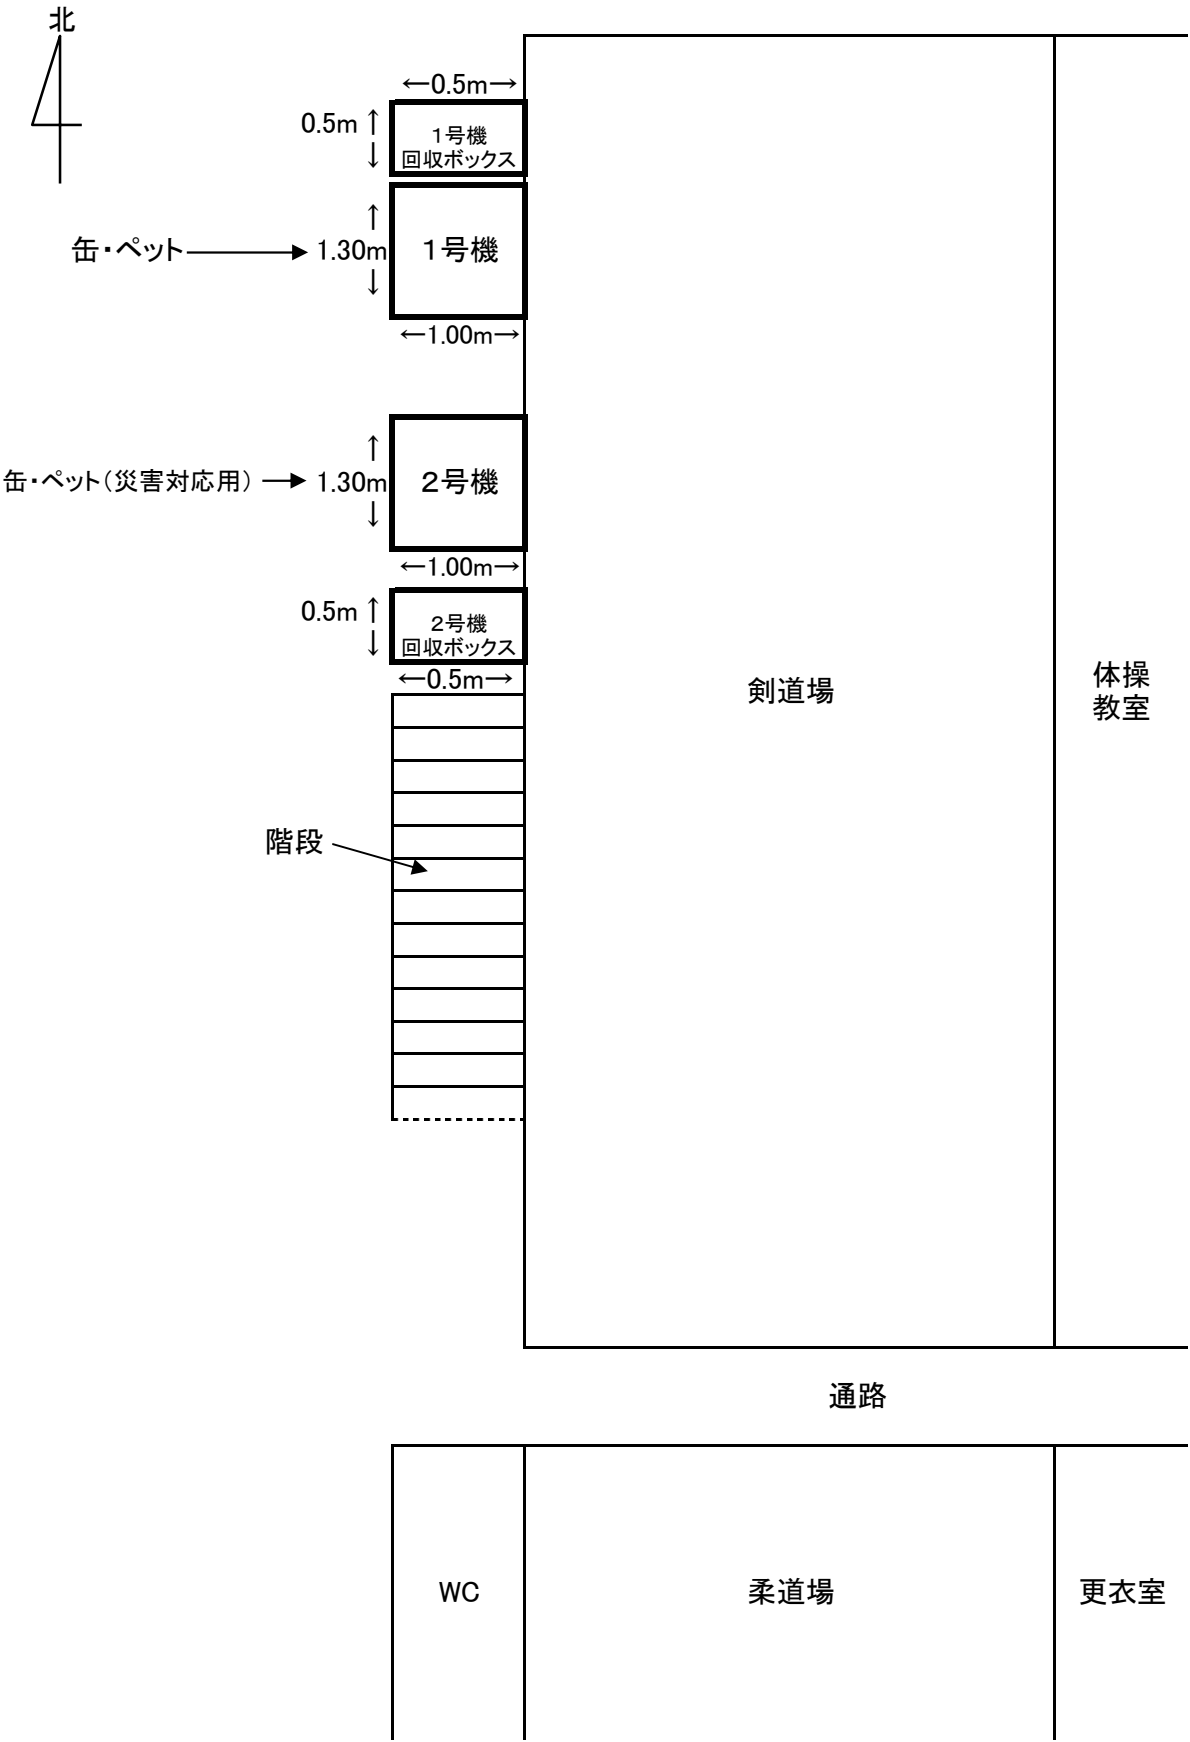 北
←0.5m→
0.5m ↑
↓
1号機
回収ボックス
缶・ペット
↑
1.30m
↓
1号機
←1.00m→
缶・ペット(災害対応用)
↑
1.30m
↓
2号機
←1.00m→
0.5m ↑
↓
2号機
回収ボックス
←0.5m→
剣道場
体操
教室
階段
通路
WC
柔道場
更衣室